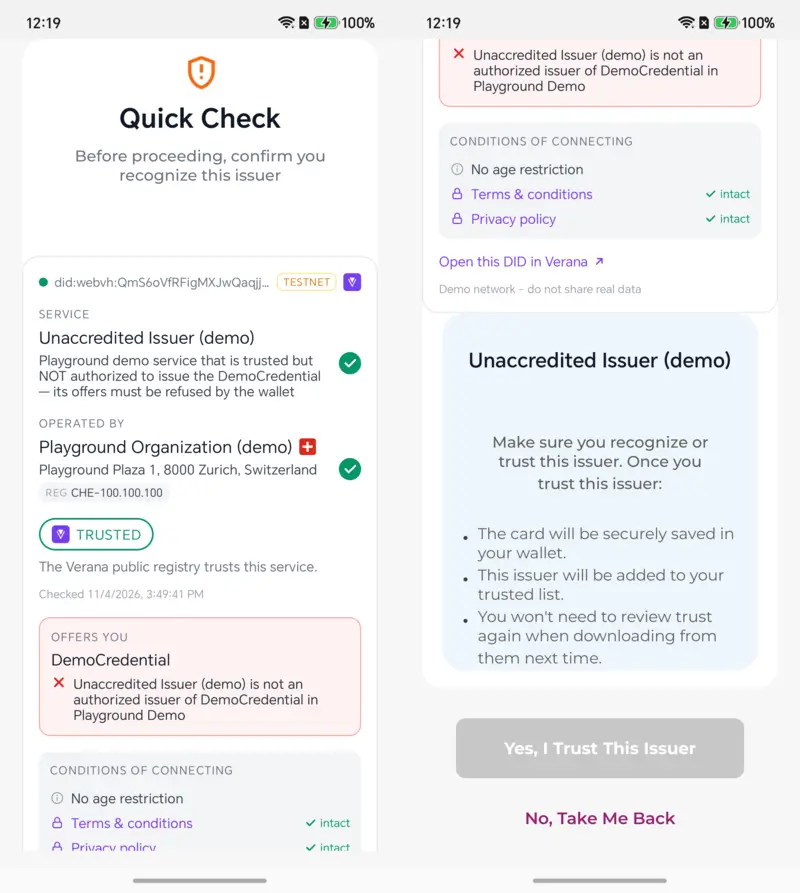 12:19
100%
Quick Check
Before proceeding, confirm you
recognize this issuer
did:webvh:QmS6oVfRFigMXJwQaqjj...
TESTNET
SERVICE
Unaccredited Issuer (demo)
Playground demo service that is trusted but
NOT authorized to issue the DemoCredential
— its offers must be refused by the wallet
OPERATED BY
Playground Organization (demo)
Playground Plaza 1, 8000 Zurich, Switzerland
REG CHE-100.100.100
TRUSTED
The Verana public registry trusts this service.
Checked 11/4/2026, 3:49:41 PM
OFFERS YOU
DemoCredential
Unaccredited Issuer (demo) is not an
authorized issuer of DemoCredential in
Playground Demo
CONDITIONS OF CONNECTING
No age restriction
Terms & conditions
intact
Privacy policy
intact
12:19
100%
Unaccredited Issuer (demo) is not an
authorized issuer of DemoCredential in
Playground Demo
CONDITIONS OF CONNECTING
No age restriction
Terms & conditions
intact
Privacy policy
intact
Open this DID in Verana ↗
Demo network - do not share real data
Unaccredited Issuer (demo)
Make sure you recognize or
trust this issuer. Once you
trust this issuer:
• The card will be securely saved in
your wallet.
• This issuer will be added to your
trusted list.
• You won't need to review trust
again when downloading from
them next time.
Yes, I Trust This Issuer
No, Take Me Back